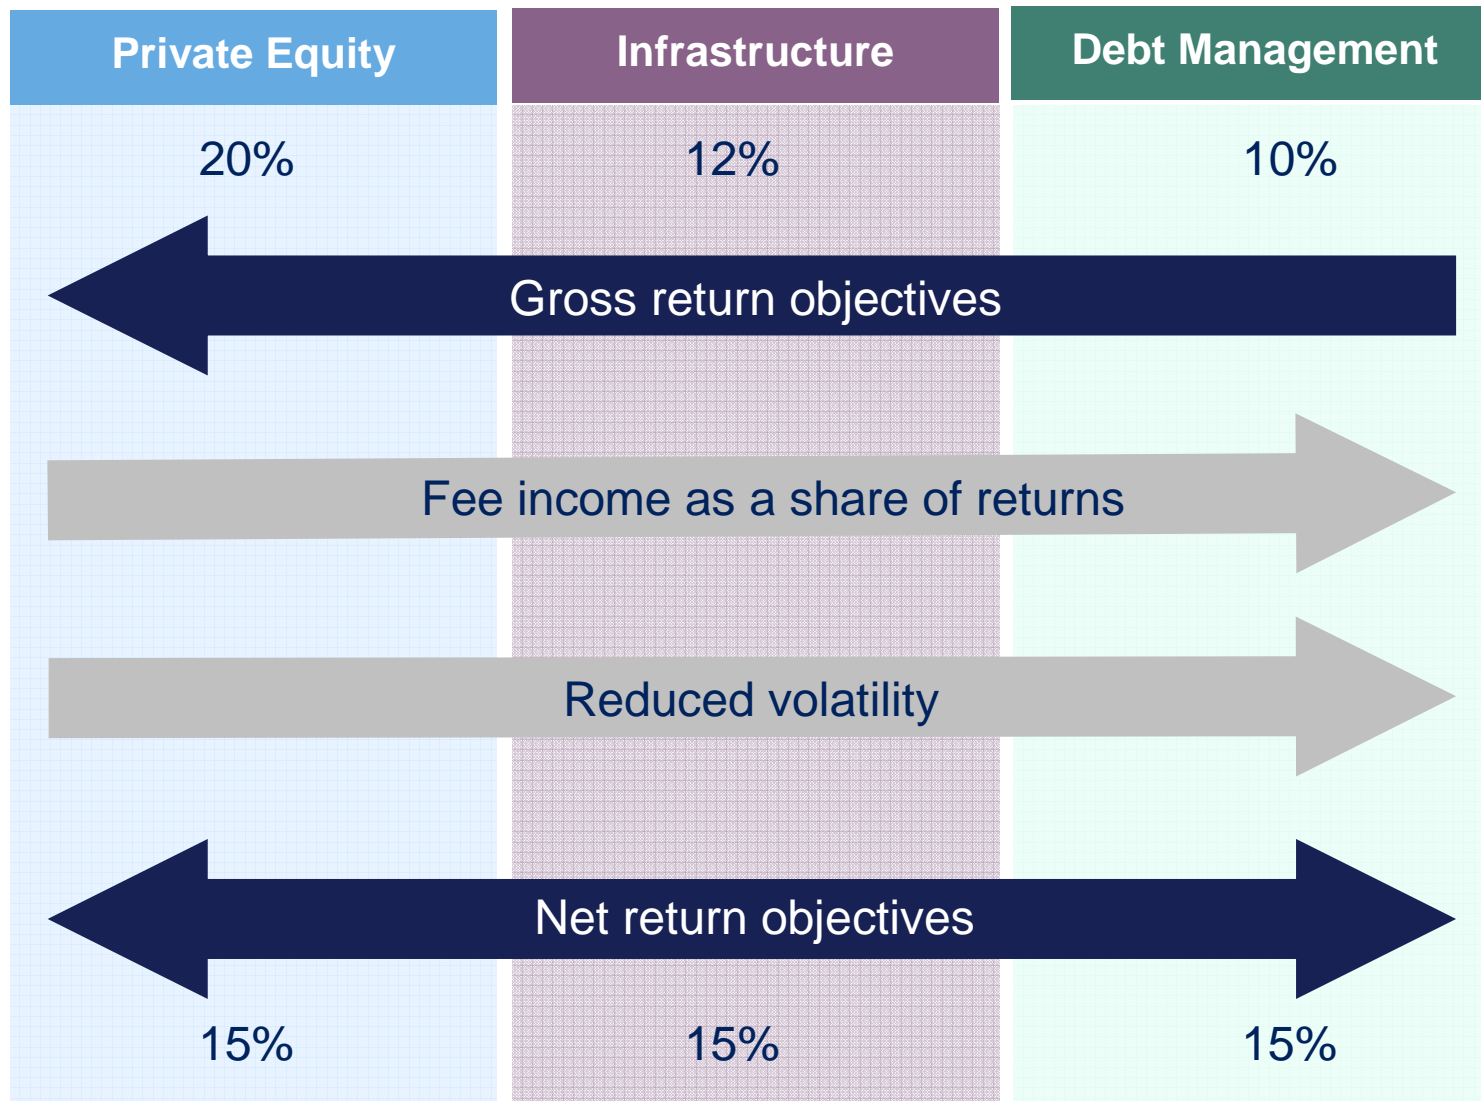 Private Equity
Infrastructure
Debt Management
20%
12%
10%
Gross return objectives
Fee income as a share of returns
Reduced volatility
Net return objectives
15%
15%
15%